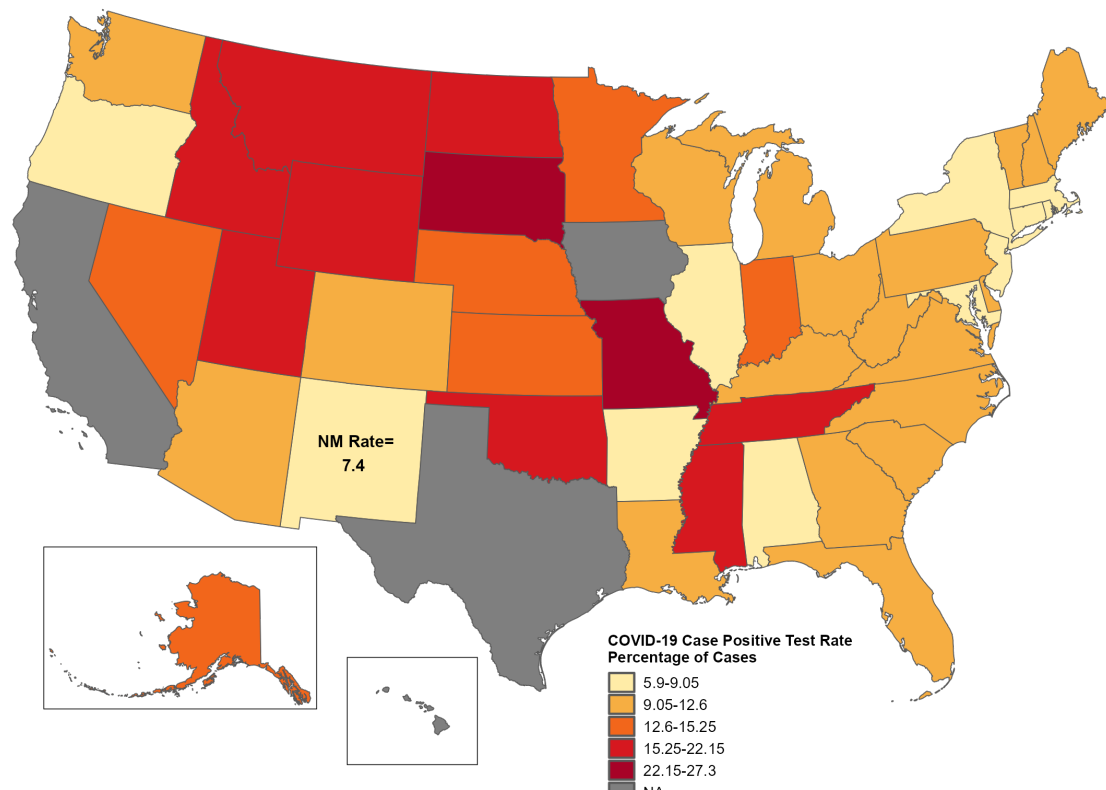 NM Rate=
7.4
COVID-19 Case Positive Test Rate
Percentage of Cases
5.9-9.05
9.05-12.6
12.6-15.25
15.25-22.15
22.15-27.3
NA